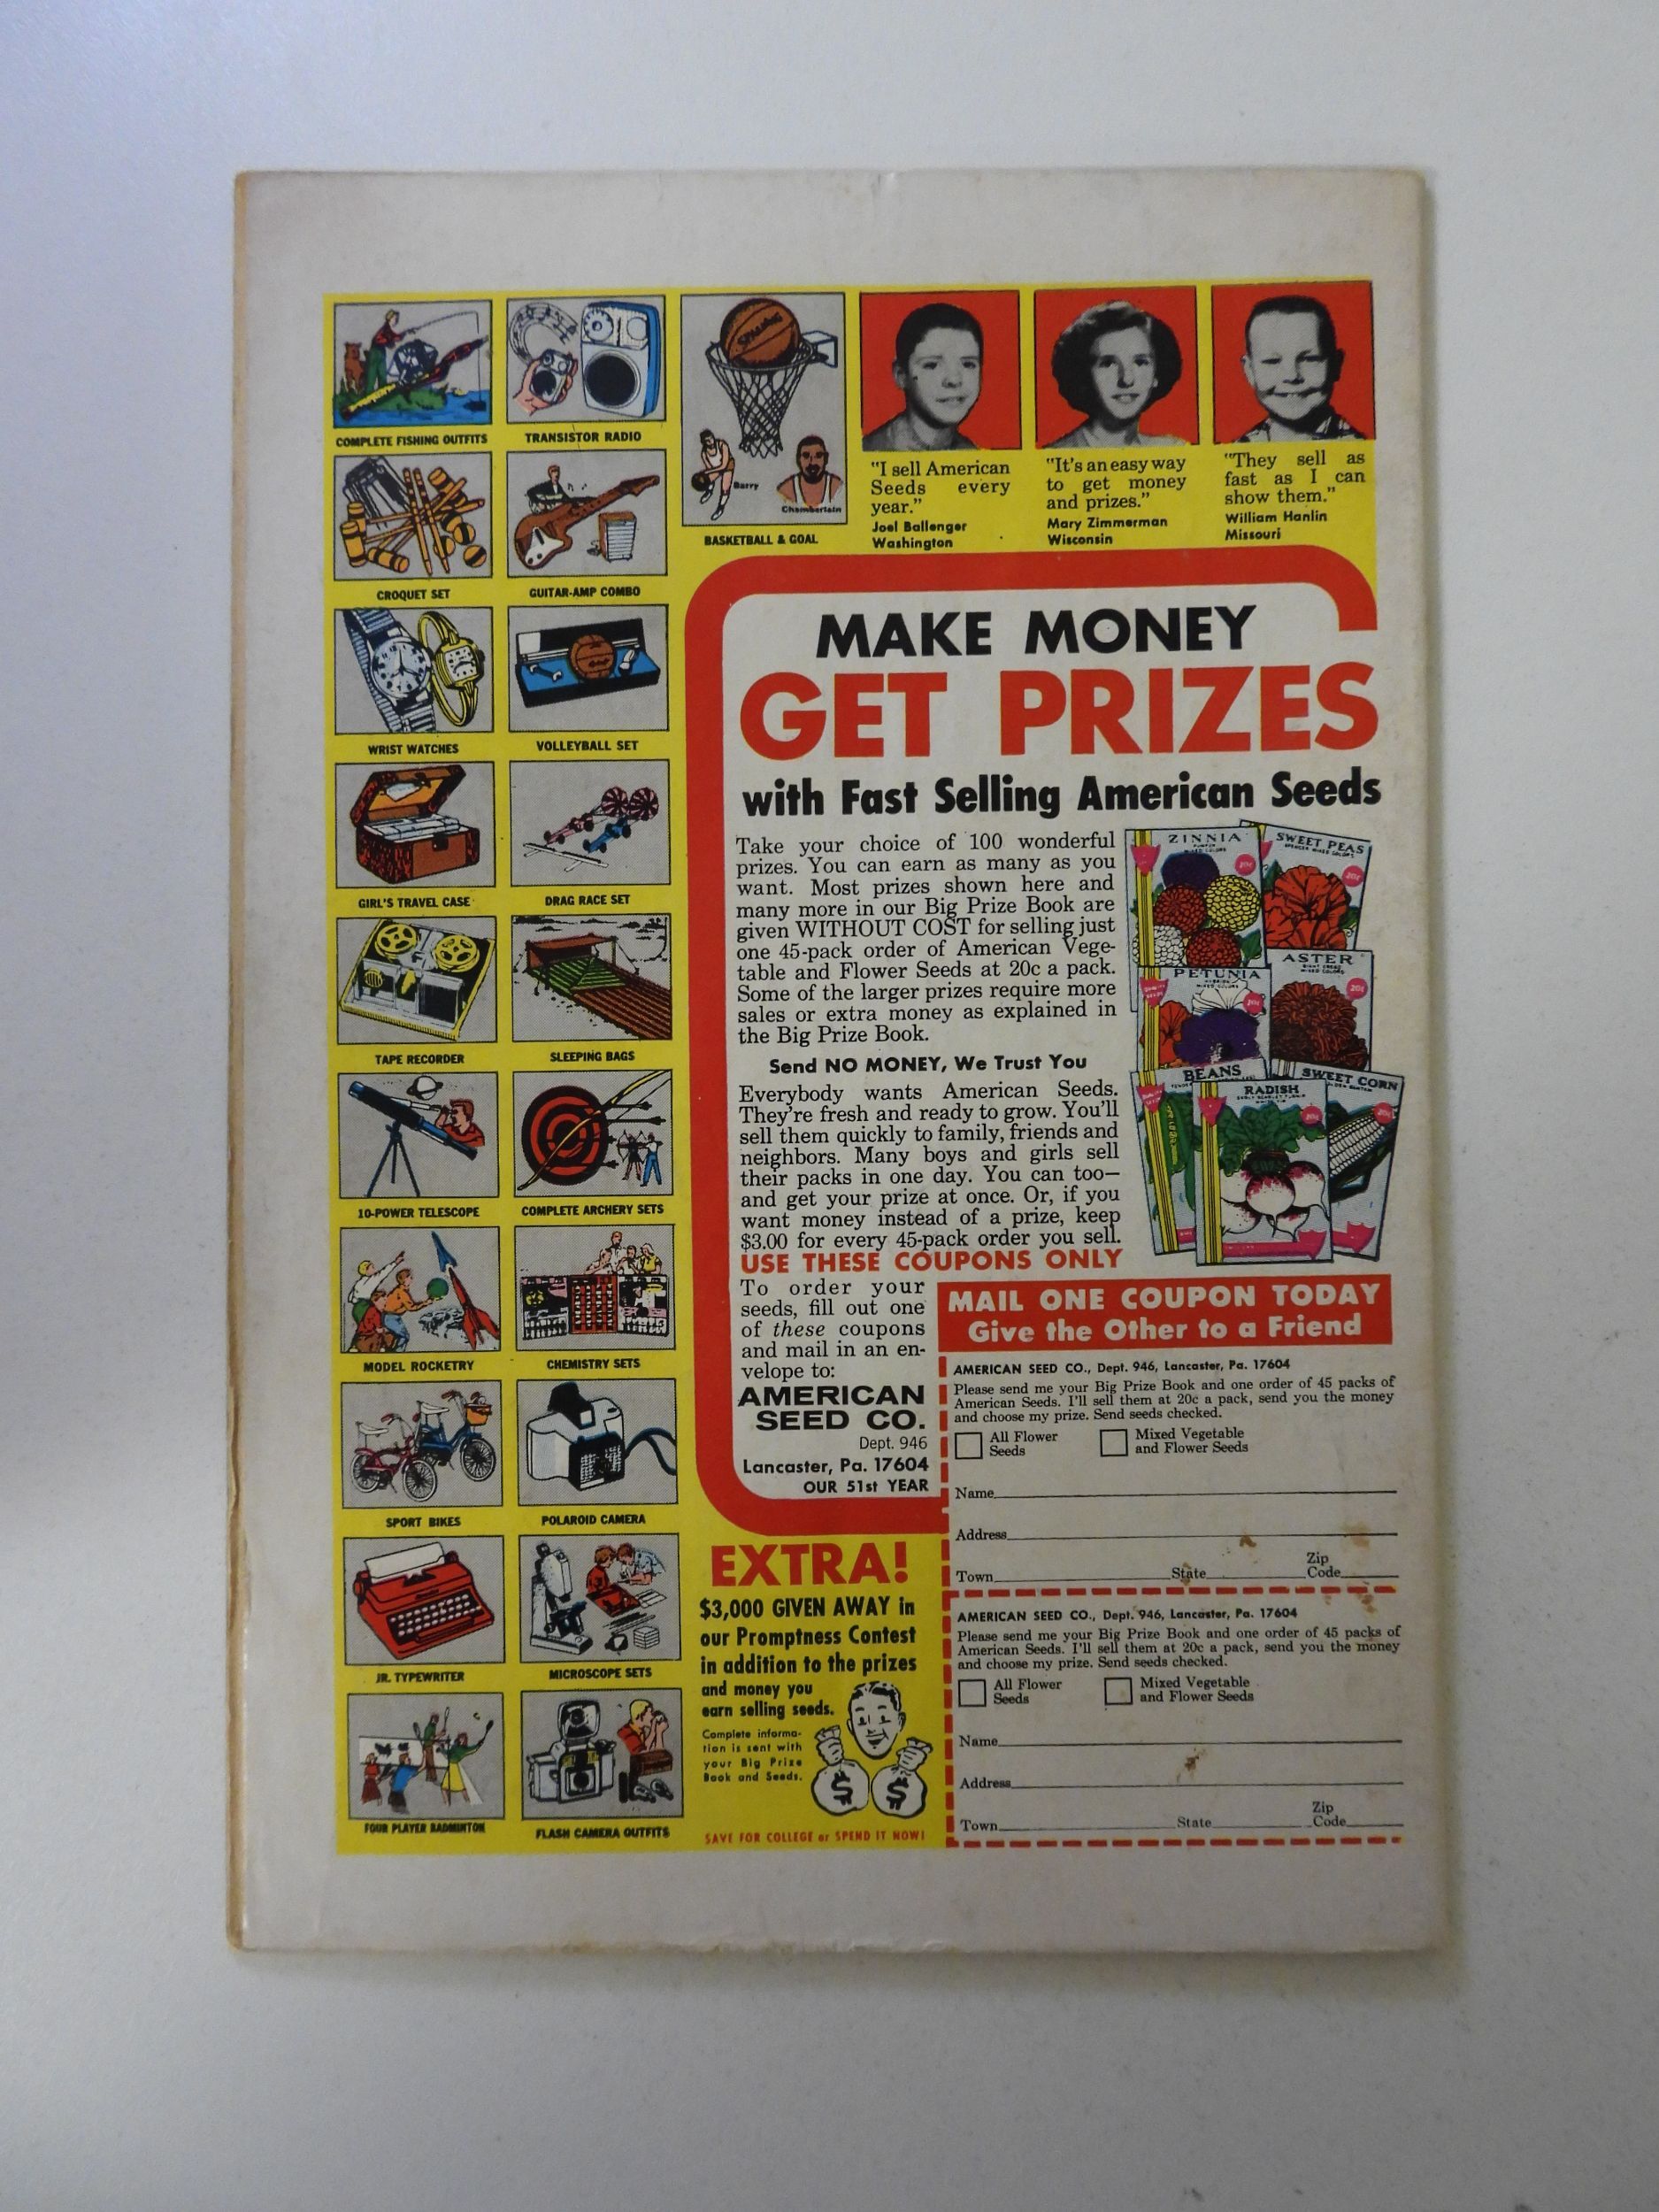 COMPLETE FISHING OUTFITS
TRANSISTOR RADIO
CROQUET SET
GUITAR-AMP COMBO
WRIST WATCHES
VOLLEYBALL SET
GIRL'S TRAVEL CASE
DRAG RACE SET
TAPE RECORDER
SLEEPING BAGS
10-POWER TELESCOPE
COMPLETE ARCHERY SETS
MODEL ROCKETRY
CHEMISTRY SETS
SPORT BIKES
POLAROID CAMERA
JR. TYPEWRITER
MICROSCOPE SETS
FOUR PLAYER BADMINTON
FLASH CAMERA OUTFITS
SPALDING
Barry
Chamberlain
BASKETBALL & GOAL
"I sell American
Seeds every
year."
Joel Ballenger
Washington
"It's an easy way
to get money
and prizes."
Mary Zimmerman
Wisconsin
"They sell as
fast as I can
show them."
William Hanlin
Missouri
MAKE MONEY
GET PRIZES
with Fast Selling American Seeds
Take your choice of 100 wonderful
prizes. You can earn as many as you
want. Most prizes shown here and
many more in our Big Prize Book are
given WITHOUT COST for selling just
one 45-pack order of American Vege-
table and Flower Seeds at 20c a pack.
Some of the larger prizes require more
sales or extra money as explained in
the Big Prize Book.
Send NO MONEY, We Trust You
Everybody wants American Seeds.
They're fresh and ready to grow. You'll
sell them quickly to family, friends and
neighbors. Many boys and girls sell
their packs in one day. You can too—
and get your prize at once. Or, if you
want money instead of a prize, keep
$3.00 for every 45-pack order you sell.
USE THESE COUPONS ONLY
To order your
seeds, fill out one
of these coupons
and mail in an en-
velope to:
AMERICAN
SEED CO.
Dept. 946
Lancaster, Pa. 17604
OUR 51st YEAR
ZINNIA
MIXED COLORS
20c
SWEET PEAS
20c
PETUNIA
MIXED COLORS
20c
ASTER
MIXED COLORS
20c
BEANS
RADISH
20c
SWEET CORN
20c
MAIL ONE COUPON TODAY
Give the Other to a Friend
AMERICAN SEED CO., Dept. 946, Lancaster, Pa. 17604
Please send me your Big Prize Book and one order of 45 packs of
American Seeds. I'll sell them at 20c a pack, send you the money
and choose my prize. Send seeds checked.
All Flower
Seeds
Mixed Vegetable
and Flower Seeds
Name
Address
Town State Zip
Code
AMERICAN SEED CO., Dept. 946, Lancaster, Pa. 17604
Please send me your Big Prize Book and one order of 45 packs of
American Seeds. I'll sell them at 20c a pack, send you the money
and choose my prize. Send seeds checked.
All Flower
Seeds
Mixed Vegetable
and Flower Seeds
Name
Address
Town State Zip
Code
EXTRA!
$3,000 GIVEN AWAY in
our Promptness Contest
in addition to the prizes
and money you
earn selling seeds.
Complete informa-
tion is sent with
your Big Prize
Book and Seeds.
$
$
SAVE FOR COLLEGE or SPEND IT NOW!